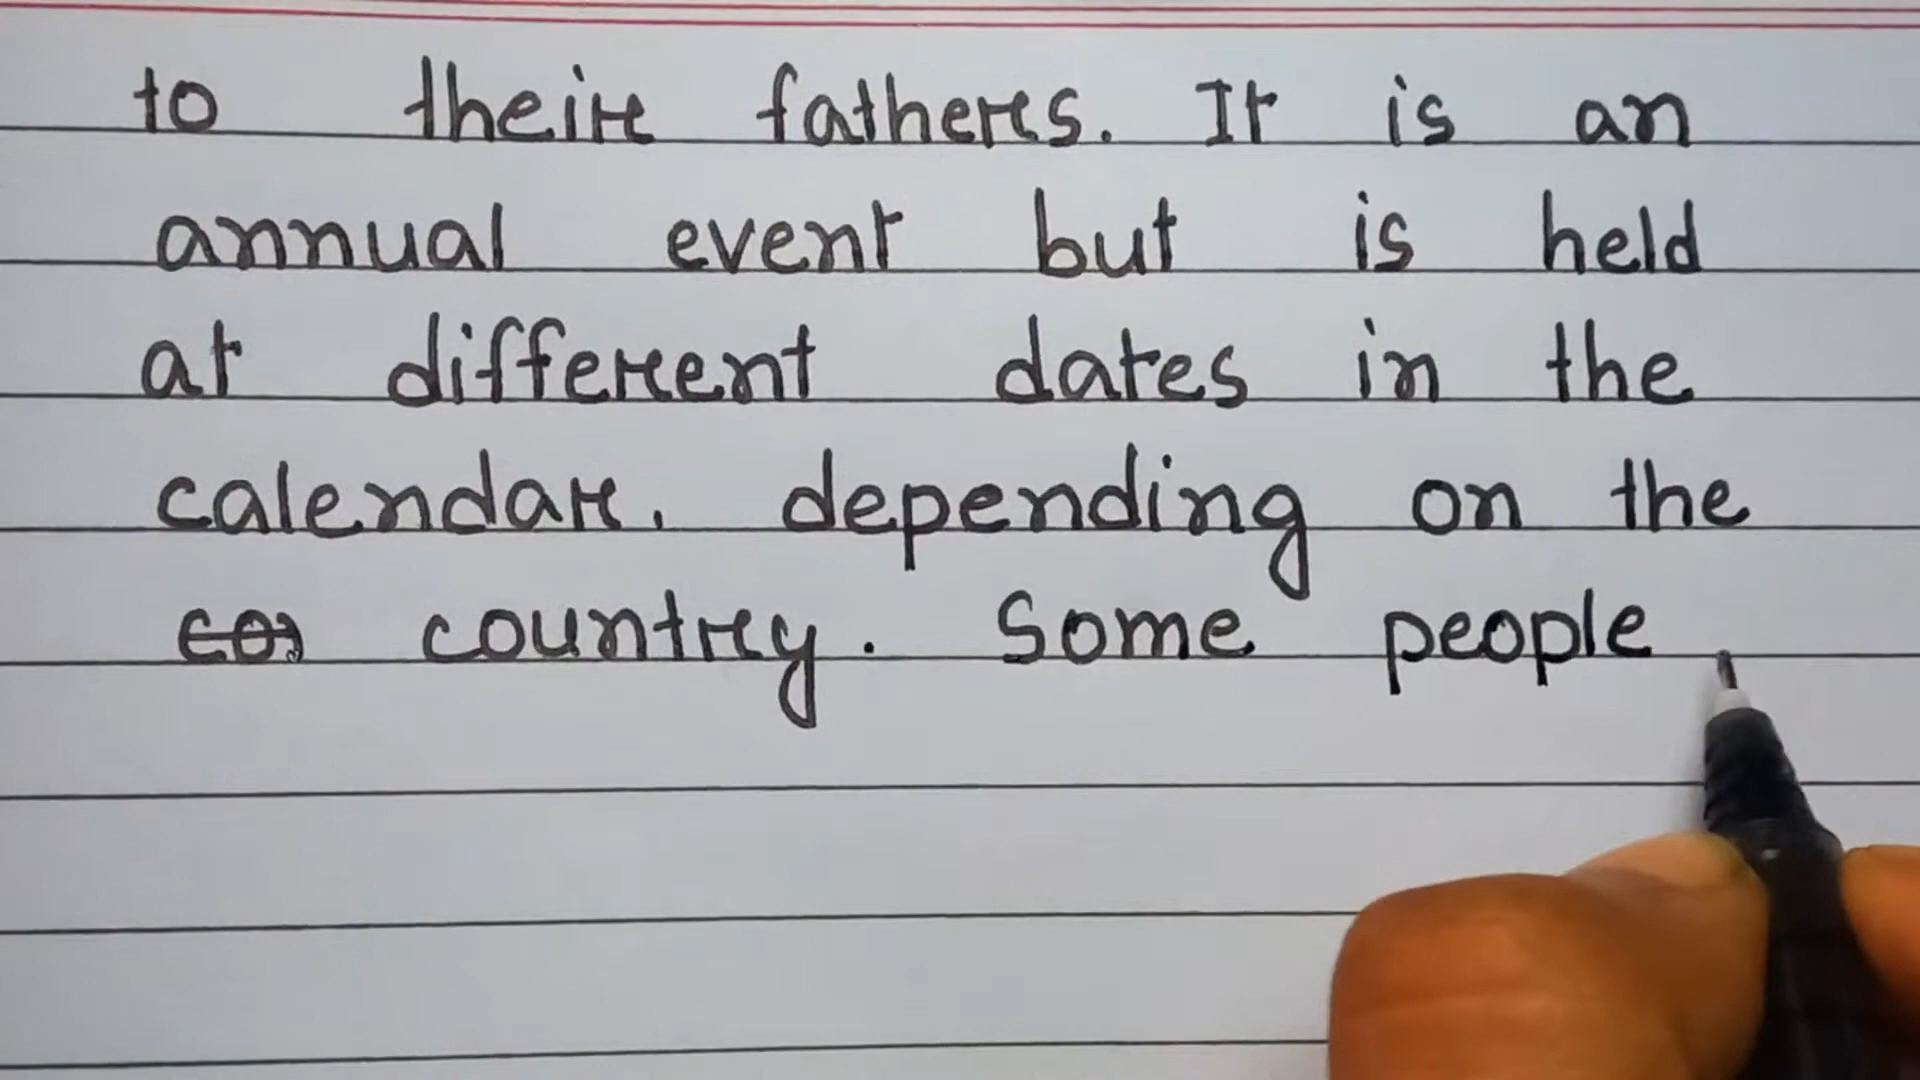 to their fathers. It is an
annual event but is held
at different dates in the
calendar, depending on the
country. Some people